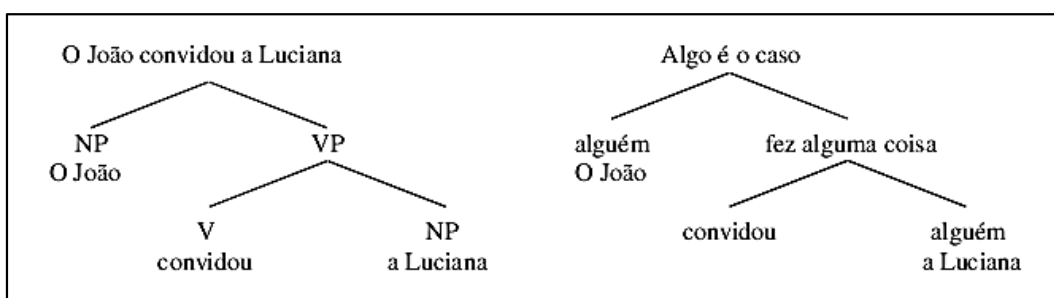 O João convidou a Luciana
NP
O João
VP
V
convidou
NP
a Luciana
Algo é o caso
alguém
O João
fez alguma coisa
convidou
alguém
a Luciana